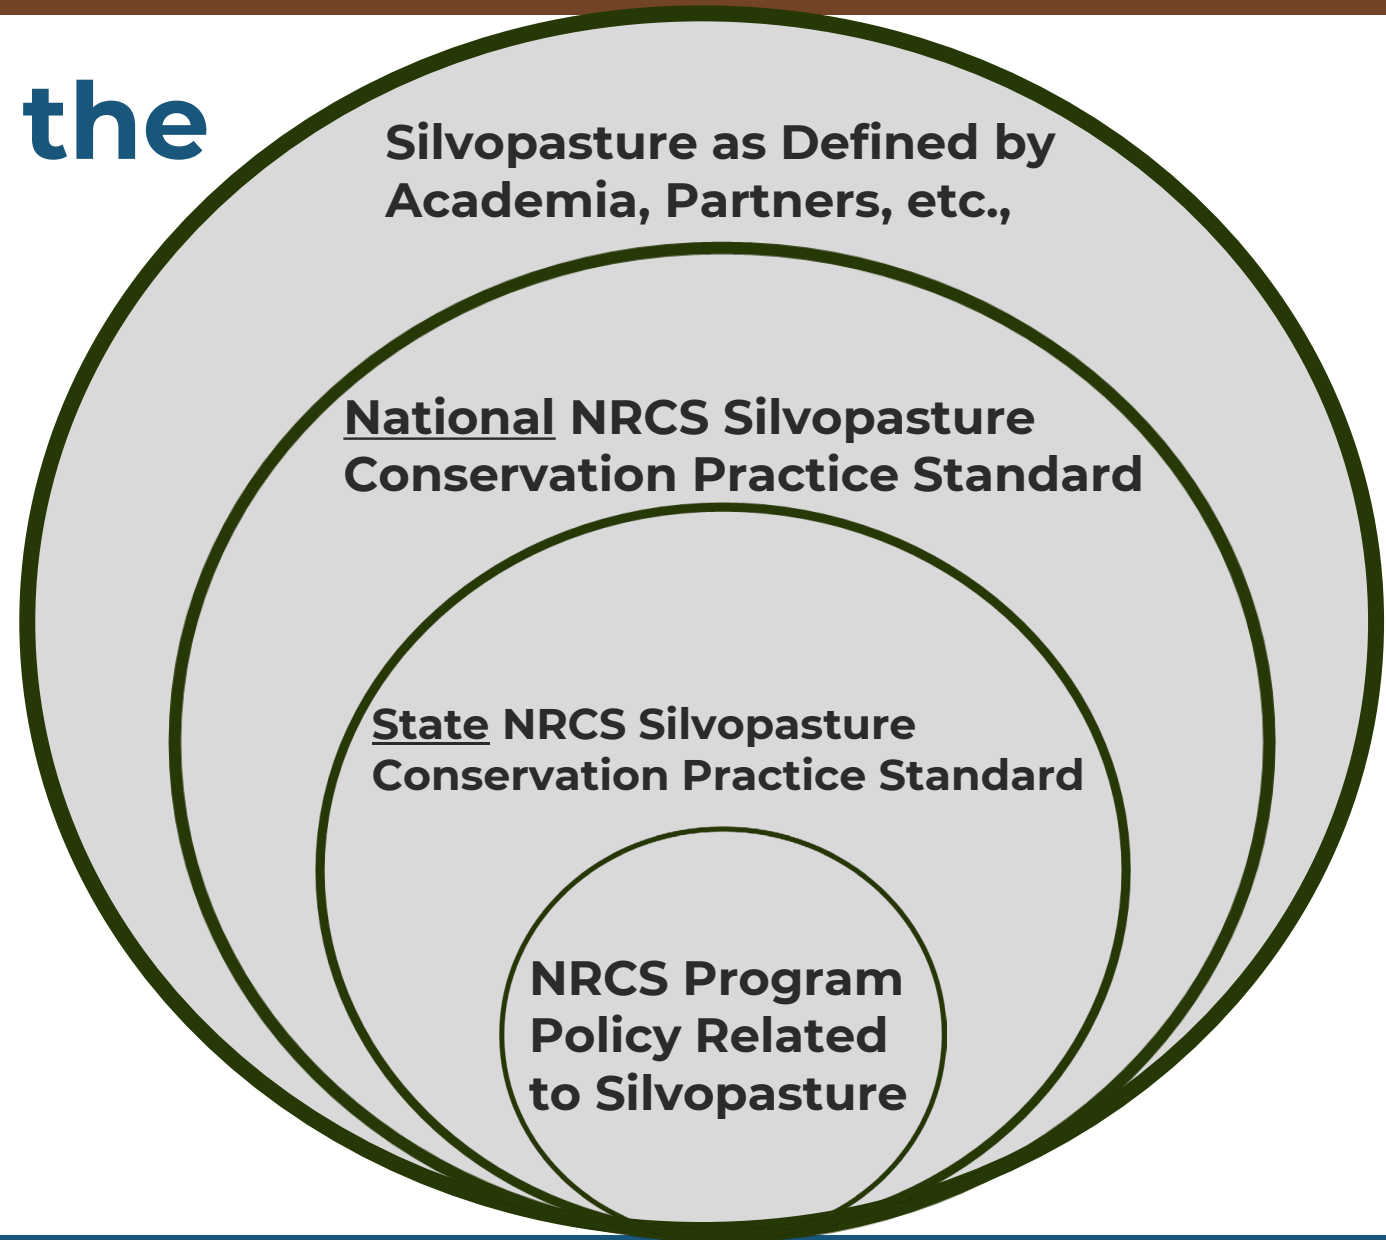 the
Silvopasture as Defined by
Academia, Partners, etc.,
National NRCS Silvopasture
Conservation Practice Standard
State NRCS Silvopasture
Conservation Practice Standard
NRCS Program
Policy Related
to Silvopasture